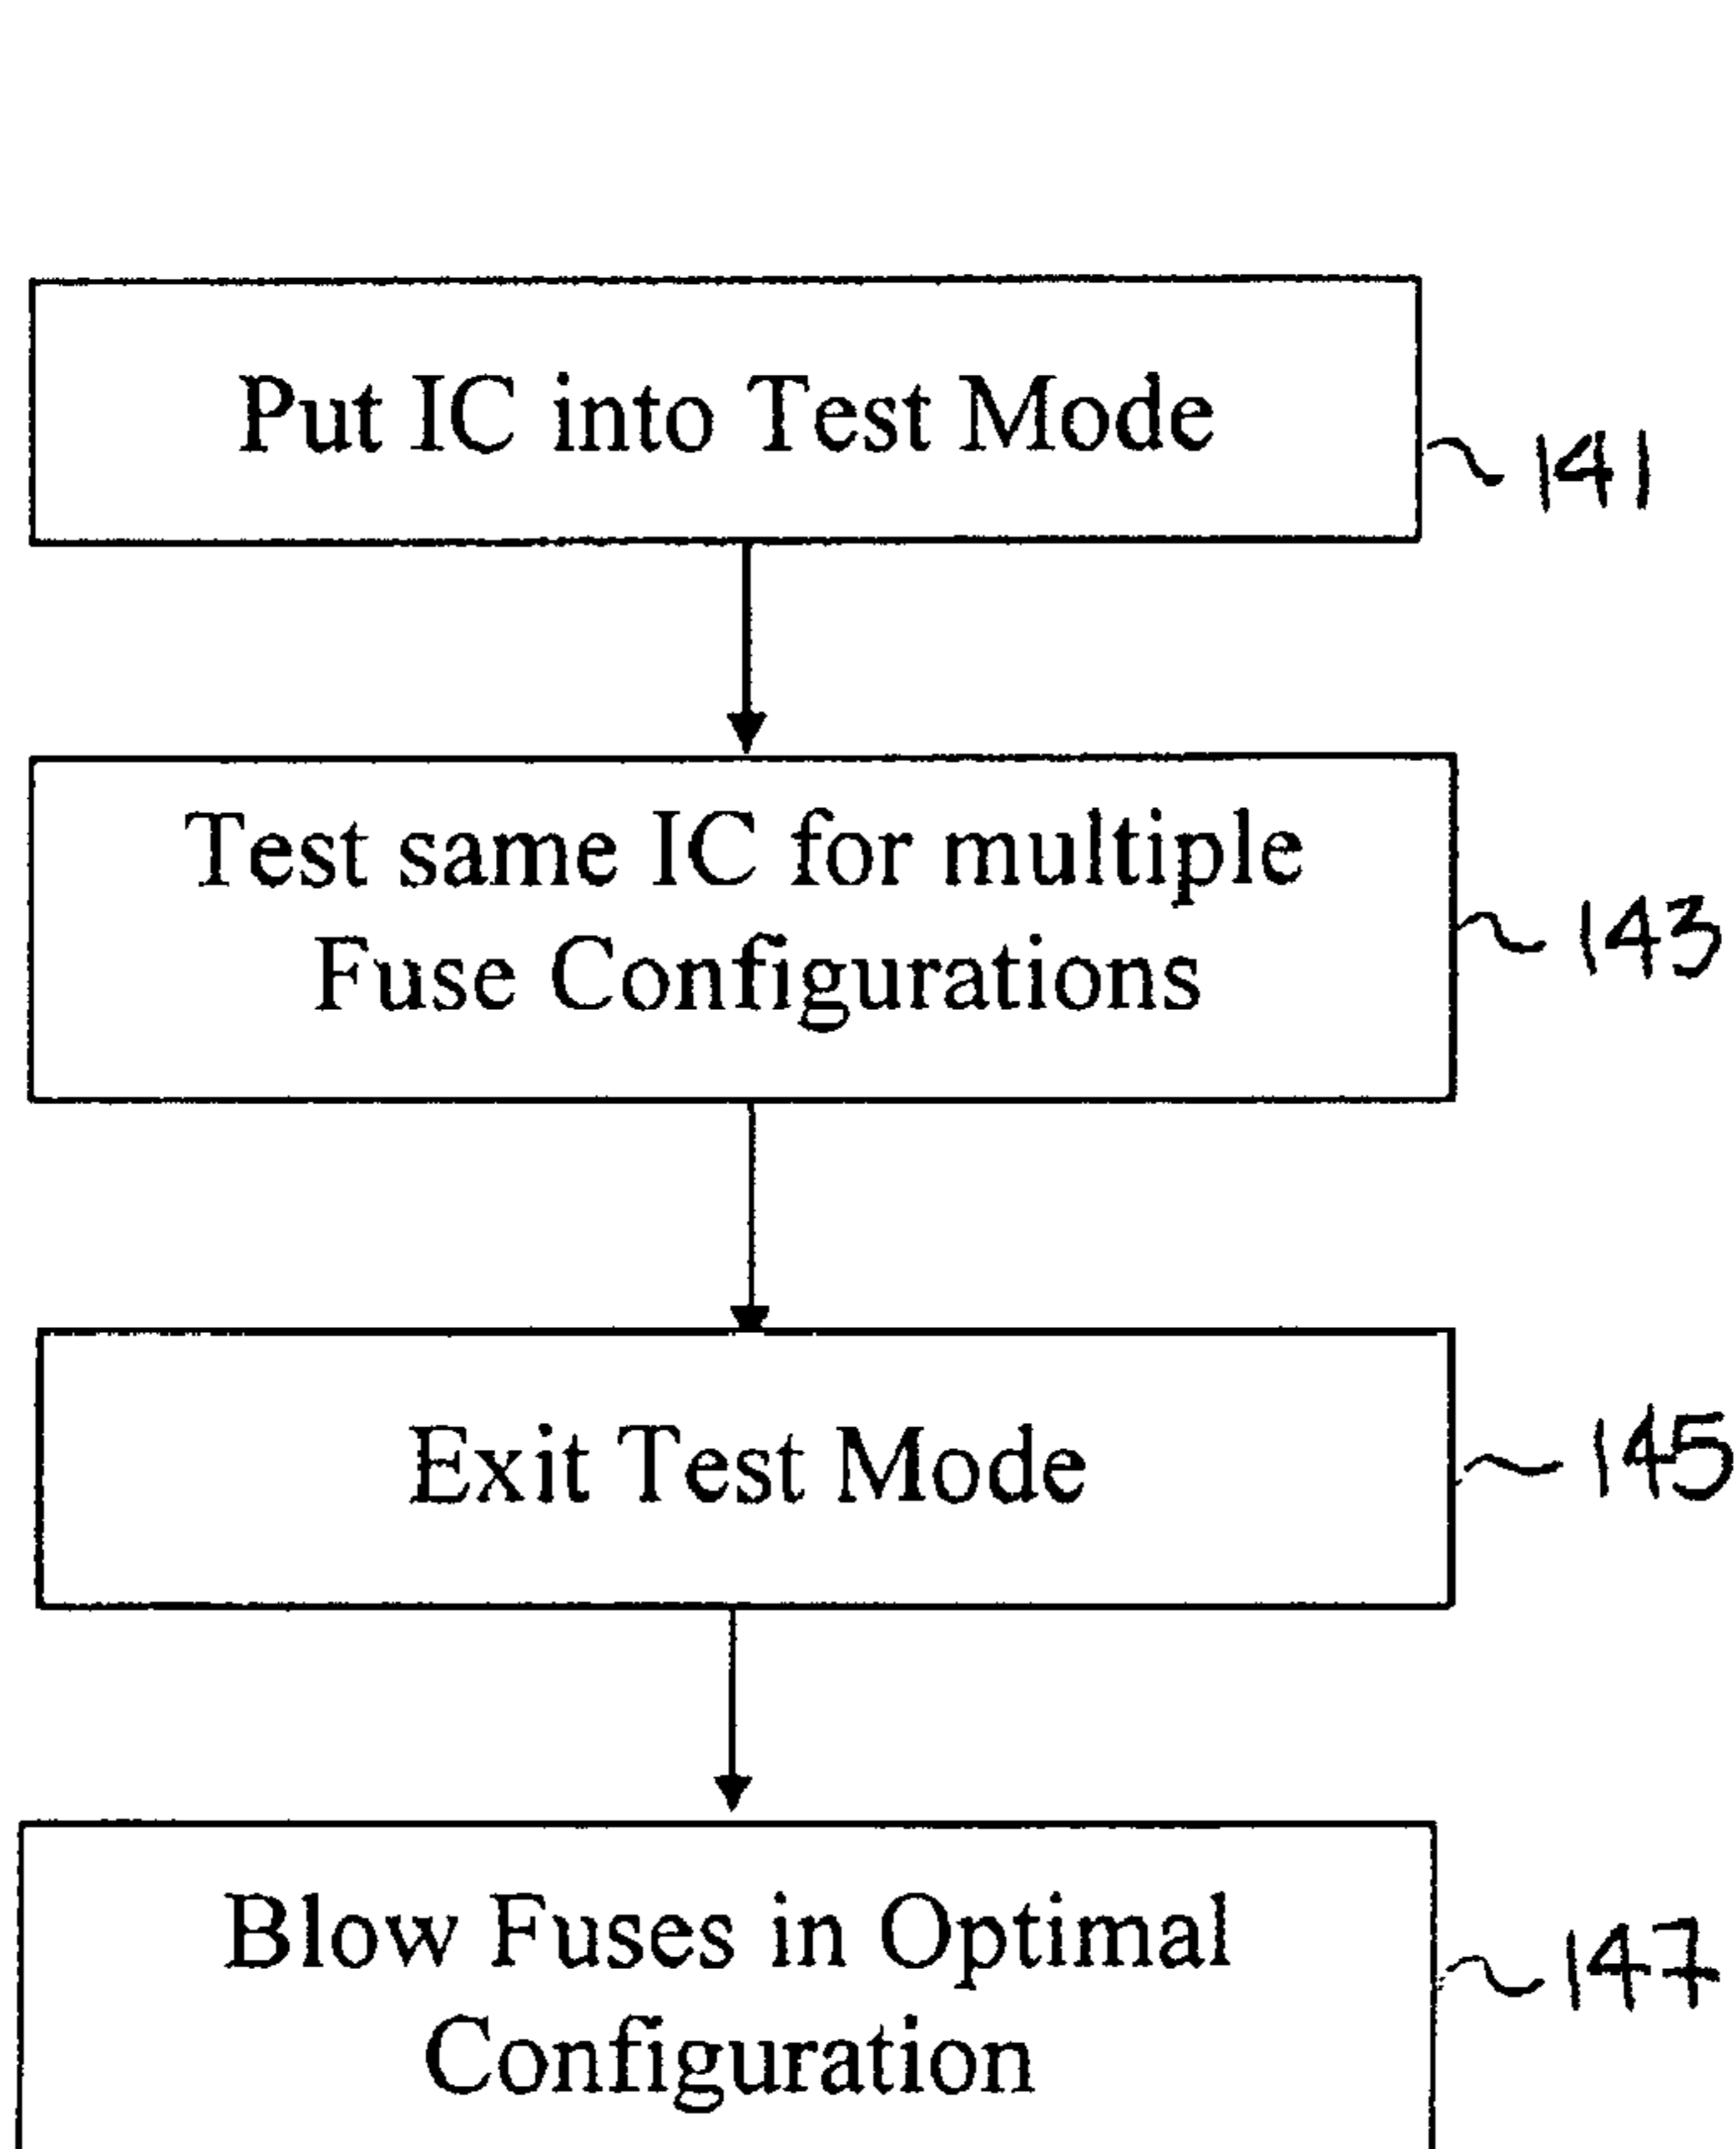 Put IC into Test Mode
141
Test same IC for multiple
Fuse Configurations
143
Exit Test Mode
145
Blow Fuses in Optimal
Configuration
147